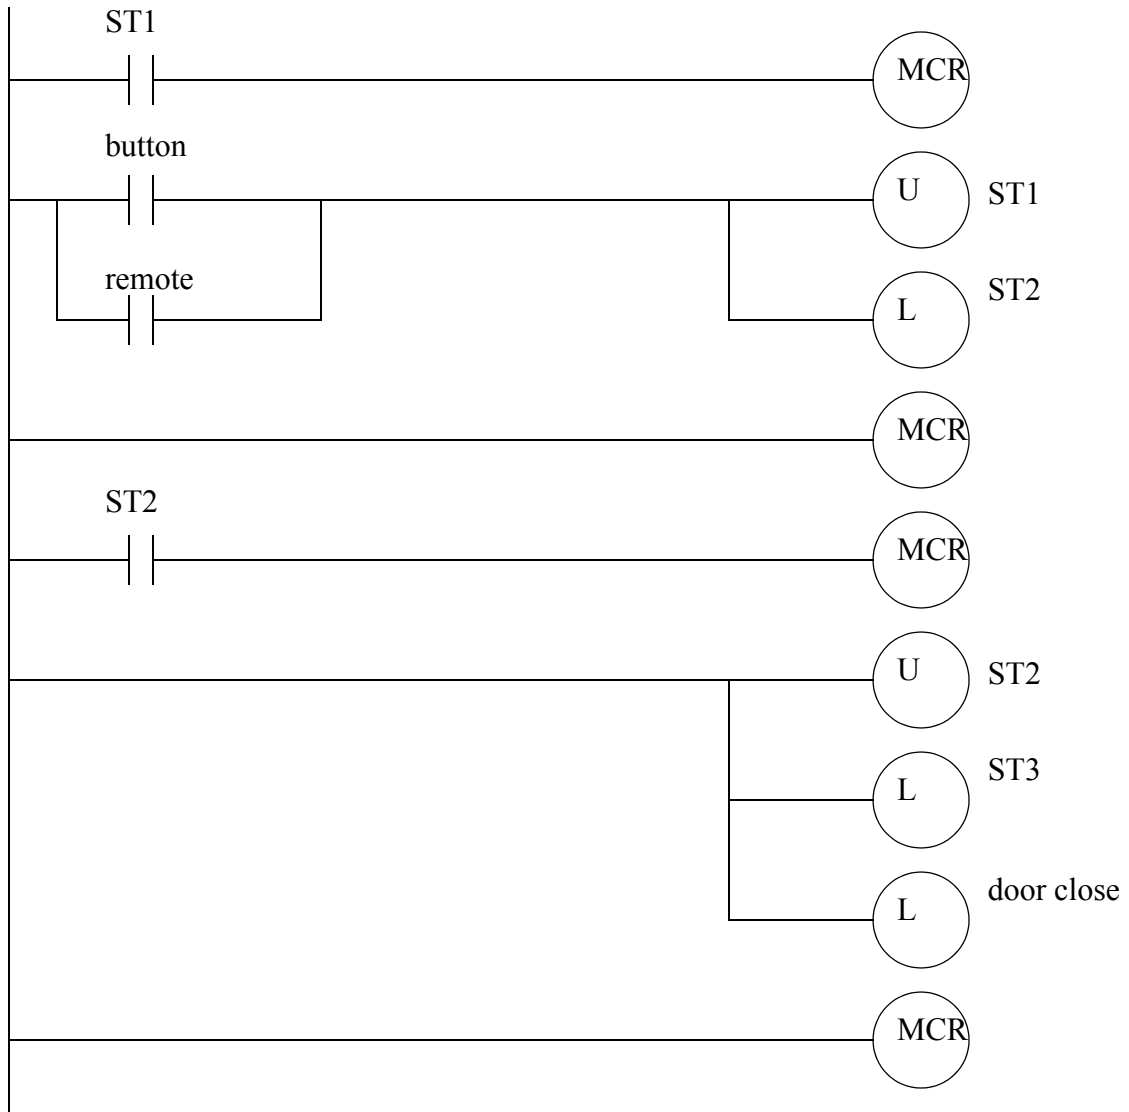 ST1
MCR
button
U ST1
remote
L ST2
MCR
ST2
MCR
U ST2
L ST3
L door close
MCR